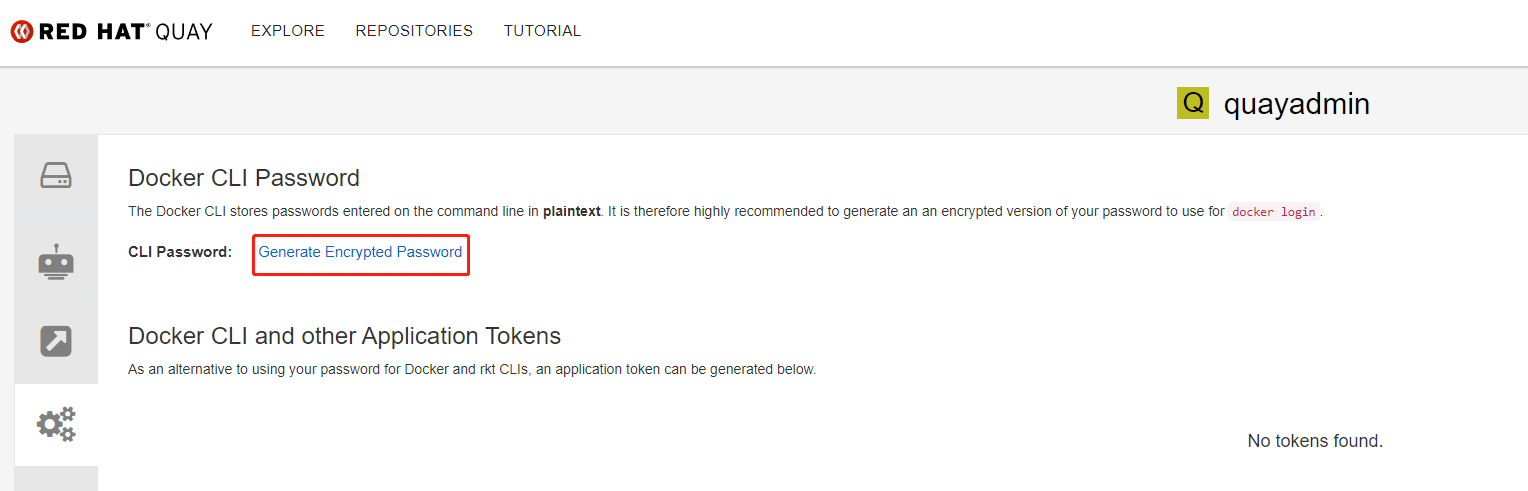 RED HAT® QUAY EXPLORE REPOSITORIES TUTORIAL
Q quayadmin
Docker CLI Password
The Docker CLI stores passwords entered on the command line in plaintext. It is therefore highly recommended to generate an an encrypted version of your password to use for docker login.
CLI Password: Generate Encrypted Password
Docker CLI and other Application Tokens
As an alternative to using your password for Docker and rkt CLIs, an application token can be generated below.
No tokens found.